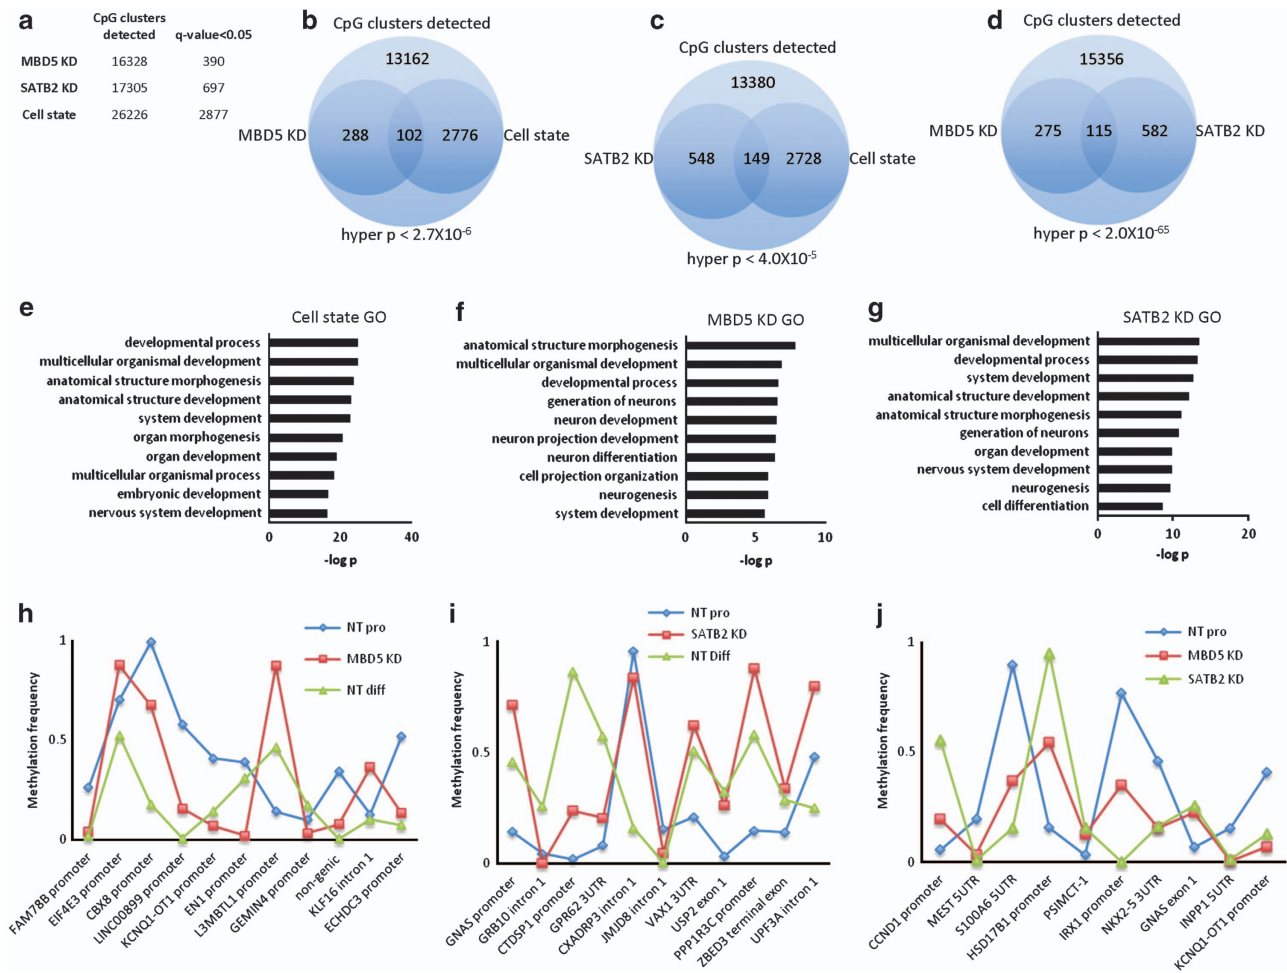 a
CpG clusters detected q-value<0.05
MBD5 KD 16328 390
SATB2 KD 17305 697
Cell state 26226 2877
b
CpG clusters detected
13162
MBD5 KD 288 102 2776 Cell state
hyper p < 2.7X10-6
c
CpG clusters detected
13380
SATB2 KD 548 149 2728 Cell state
hyper p < 4.0X10-5
d
CpG clusters detected
15356
MBD5 KD 275 115 582 SATB2 KD
hyper p < 2.0X10-65
e
Cell state GO
developmental process
multicellular organismal development
anatomical structure morphogenesis
anatomical structure development
system development
organ morphogenesis
organ development
multicellular organismal process
embryonic development
nervous system development
0 20 40
-log p
f
MBD5 KD GO
anatomical structure morphogenesis
multicellular organismal development
developmental process
generation of neurons
neuron development
neuron projection development
neuron differentiation
cell projection organization
neurogenesis
system development
0 5 10
-log p
g
SATB2 KD GO
multicellular organismal development
developmental process
system development
anatomical structure development
anatomical structure morphogenesis
generation of neurons
organ development
nervous system development
neurogenesis
cell differentiation
0 10 20
-log p
h
NT pro
MBD5 KD
NT diff
Methylation frequency
1
0.5
0
FAM78B promoter
EIF4E3 promoter
CBX8 promoter
LINC00899 promoter
KCNQ1-OT1 promoter
EN1 promoter
L3MBTL1 promoter
GEMIN4 promoter
non-genic
KLF16 intron 1
ECHDC3 promoter
i
NT pro
SATB2 KD
NT Diff
Methylation frequency
1
0.5
0
GNAS promoter
GRB10 intron 1
CTDSP1 promoter
GPR62 3UTR
CXADRP3 intron 1
JMJD8 intron 1
VAX1 3UTR
USP2 exon 1
PPP1R3C promoter
ZBED3 terminal exon
UPF3A intron 1
j
NT pro
MBD5 KD
SATB2 KD
Methylation frequency
1
0.5
0
CCND1 promoter
MEST 5UTR
S100A6 5UTR
HSD17B1 promoter
PSIMCT-1
IRX1 promoter
NKX2-5 3UTR
GNAS exon 1
INPP1 5UTR
KCNQ1-OT1 promoter